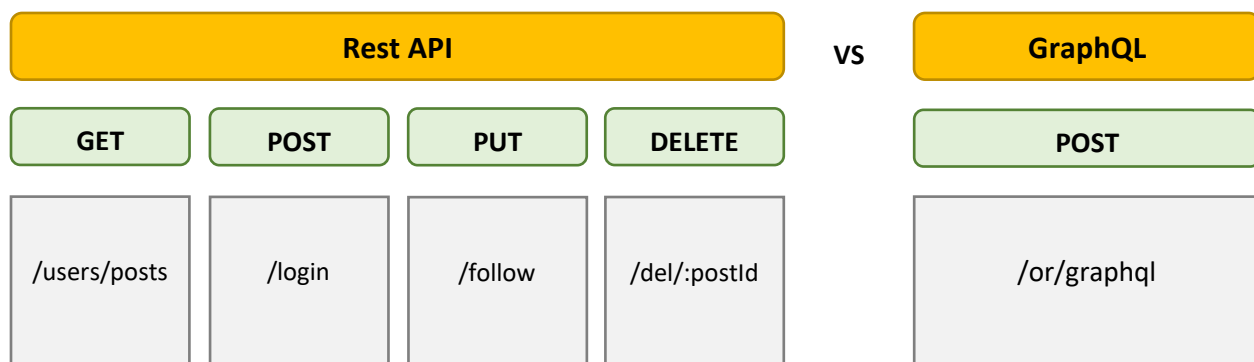 Rest API
VS
GraphQL
GET
POST
PUT
DELETE
POST
/users/posts
/login
/follow
/del/:postId
/or/graphql